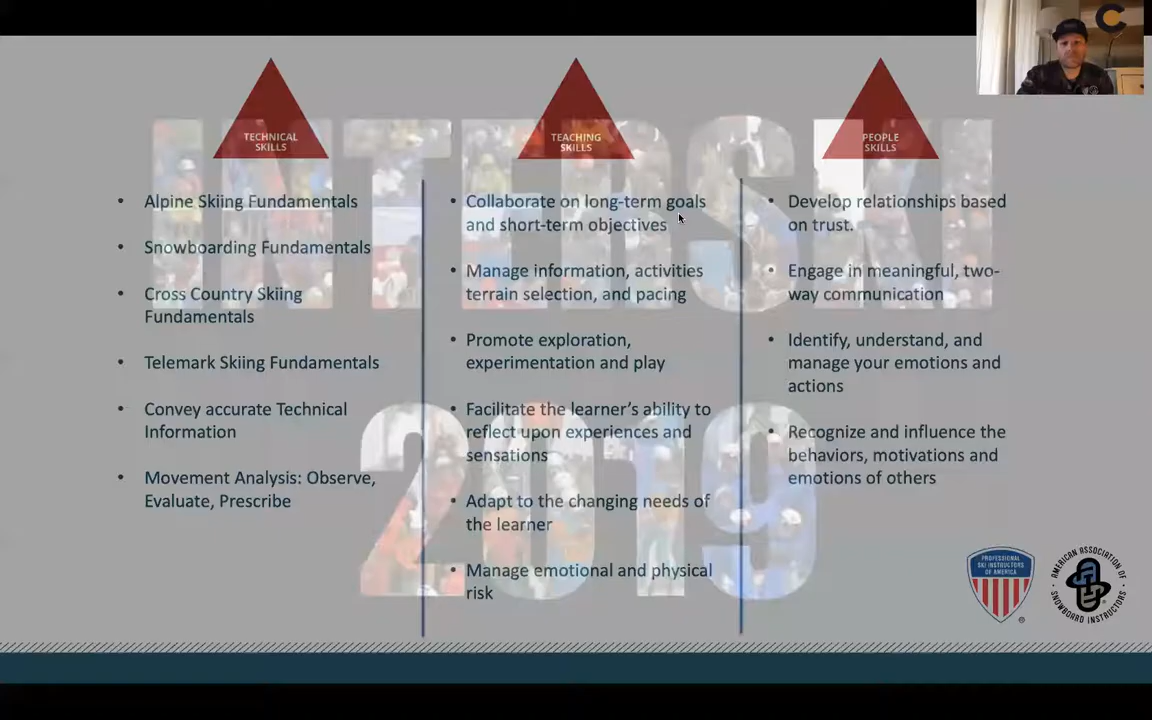 INTERSKI
2019
TECHNICAL
SKILLS
• Alpine Skiing Fundamentals
• Snowboarding Fundamentals
• Cross Country Skiing
Fundamentals
• Telemark Skiing Fundamentals
• Convey accurate Technical
Information
• Movement Analysis: Observe,
Evaluate, Prescribe
TEACHING
SKILLS
• Collaborate on long-term goals
and short-term objectives
• Manage information, activities
terrain selection, and pacing
• Promote exploration,
experimentation and play
• Facilitate the learner's ability to
reflect upon experiences and
sensations
• Adapt to the changing needs of
the learner
• Manage emotional and physical
risk
PEOPLE
SKILLS
• Develop relationships based
on trust.
• Engage in meaningful, two-
way communication
• Identify, understand, and
manage your emotions and
actions
• Recognize and influence the
behaviors, motivations and
emotions of others
PROFESSIONAL
SKI INSTRUCTORS
OF AMERICA
®
AMERICAN ASSOCIATION OF
SNOWBOARD INSTRUCTORS